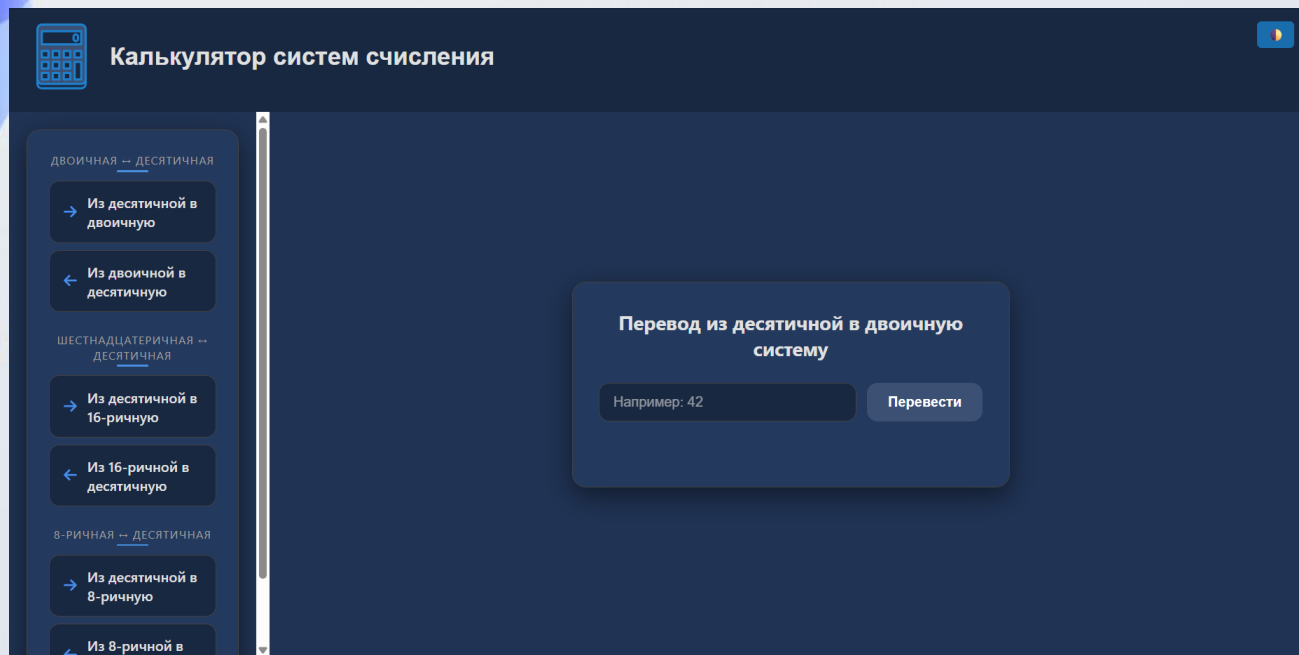 0
Калькулятор систем счисления
ДВОИЧНАЯ ↔ ДЕСЯТИЧНАЯ
→ Из десятичной в
двоичную
← Из двоичной в
десятичную
ШЕСТНАДЦАТЕРИЧНАЯ ↔
ДЕСЯТИЧНАЯ
→ Из десятичной в
16-ричную
← Из 16-ричной в
десятичную
8-РИЧНАЯ ↔ ДЕСЯТИЧНАЯ
→ Из десятичной в
8-ричную
← Из 8-ричной в
Перевод из десятичной в двоичную
систему
Например: 42
Перевести